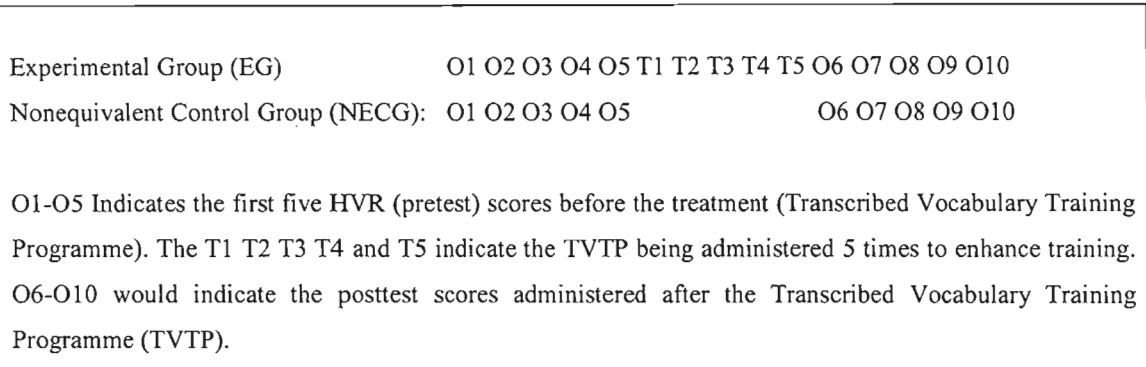 Experimental Group (EG) O1 O2 O3 O4 O5 T1 T2 T3 T4 T5 O6 O7 O8 O9 O10
Nonequivalent Control Group (NECG): O1 O2 O3 O4 O5 O6 O7 O8 O9 O10
O1-O5 Indicates the first five HVR (pretest) scores before the treatment (Transcribed Vocabulary Training
Programme). The T1 T2 T3 T4 and T5 indicate the TVTP being administered 5 times to enhance training.
O6-O10 would indicate the posttest scores administered after the Transcribed Vocabulary Training
Programme (TVTP).